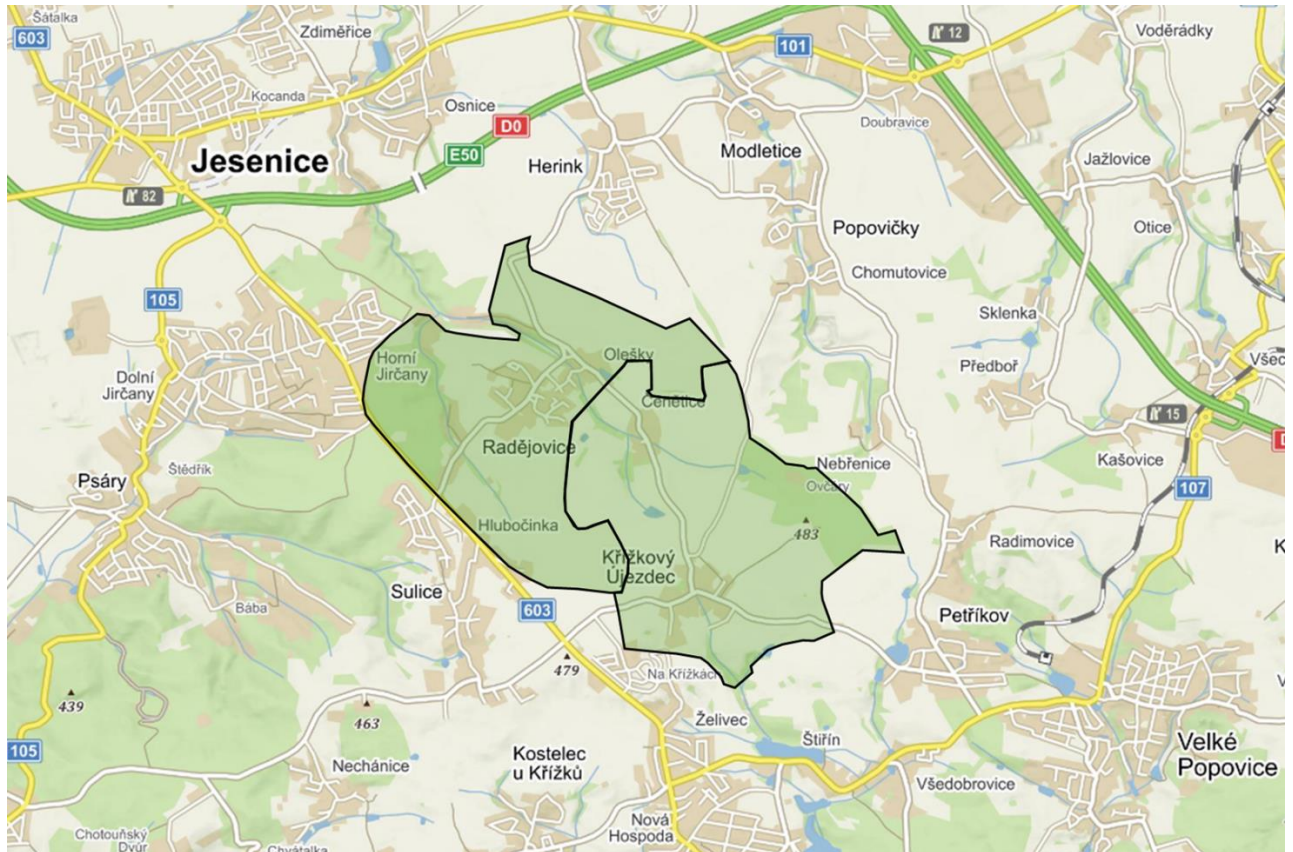 Šátalka
603
Zdiměřice
12
Voděrádky
101
Kocanda
Osnice
D0
Doubravice
E50
Jesenice
Herink
Modletice
Jažlovice
82
Popovičky
Otice
Chomutovice
105
Sklenka
Horní
Jirčany
Olešky
Předboř
Všec
Dolní
Jirčany
Čenětice
15
D
Radějovice
Nebřenice
Kašovice
Štědřík
Psáry
Ovčáry
107
Hlubočinka
483
Radimovice
K
Křížkový
Újezdec
Sulice
Bába
603
Petříkov
479
Na Křížkách
439
463
Želivec
Štiřín
105
Nechánice
Kostelec
u Křížků
Velké
Popovice
Všedobrovice
Nová
Hospoda
Chotouňský
Dvůr
Chvátalka